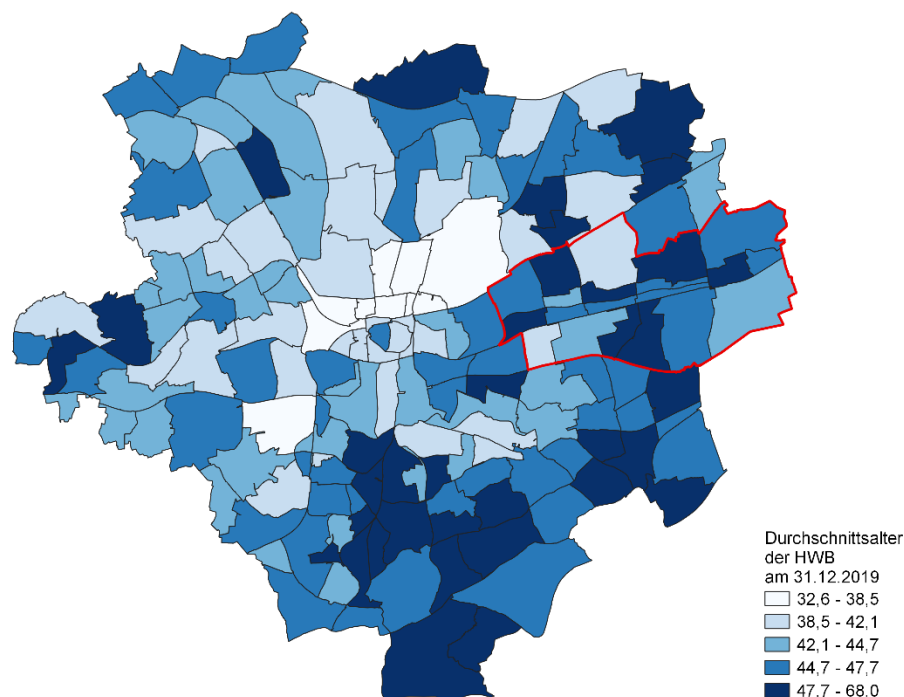 Durchschnittsalter
der HWB
am 31.12.2019
32,6 - 38,5
38,5 - 42,1
42,1 - 44,7
44,7 - 47,7
47,7 - 68,0